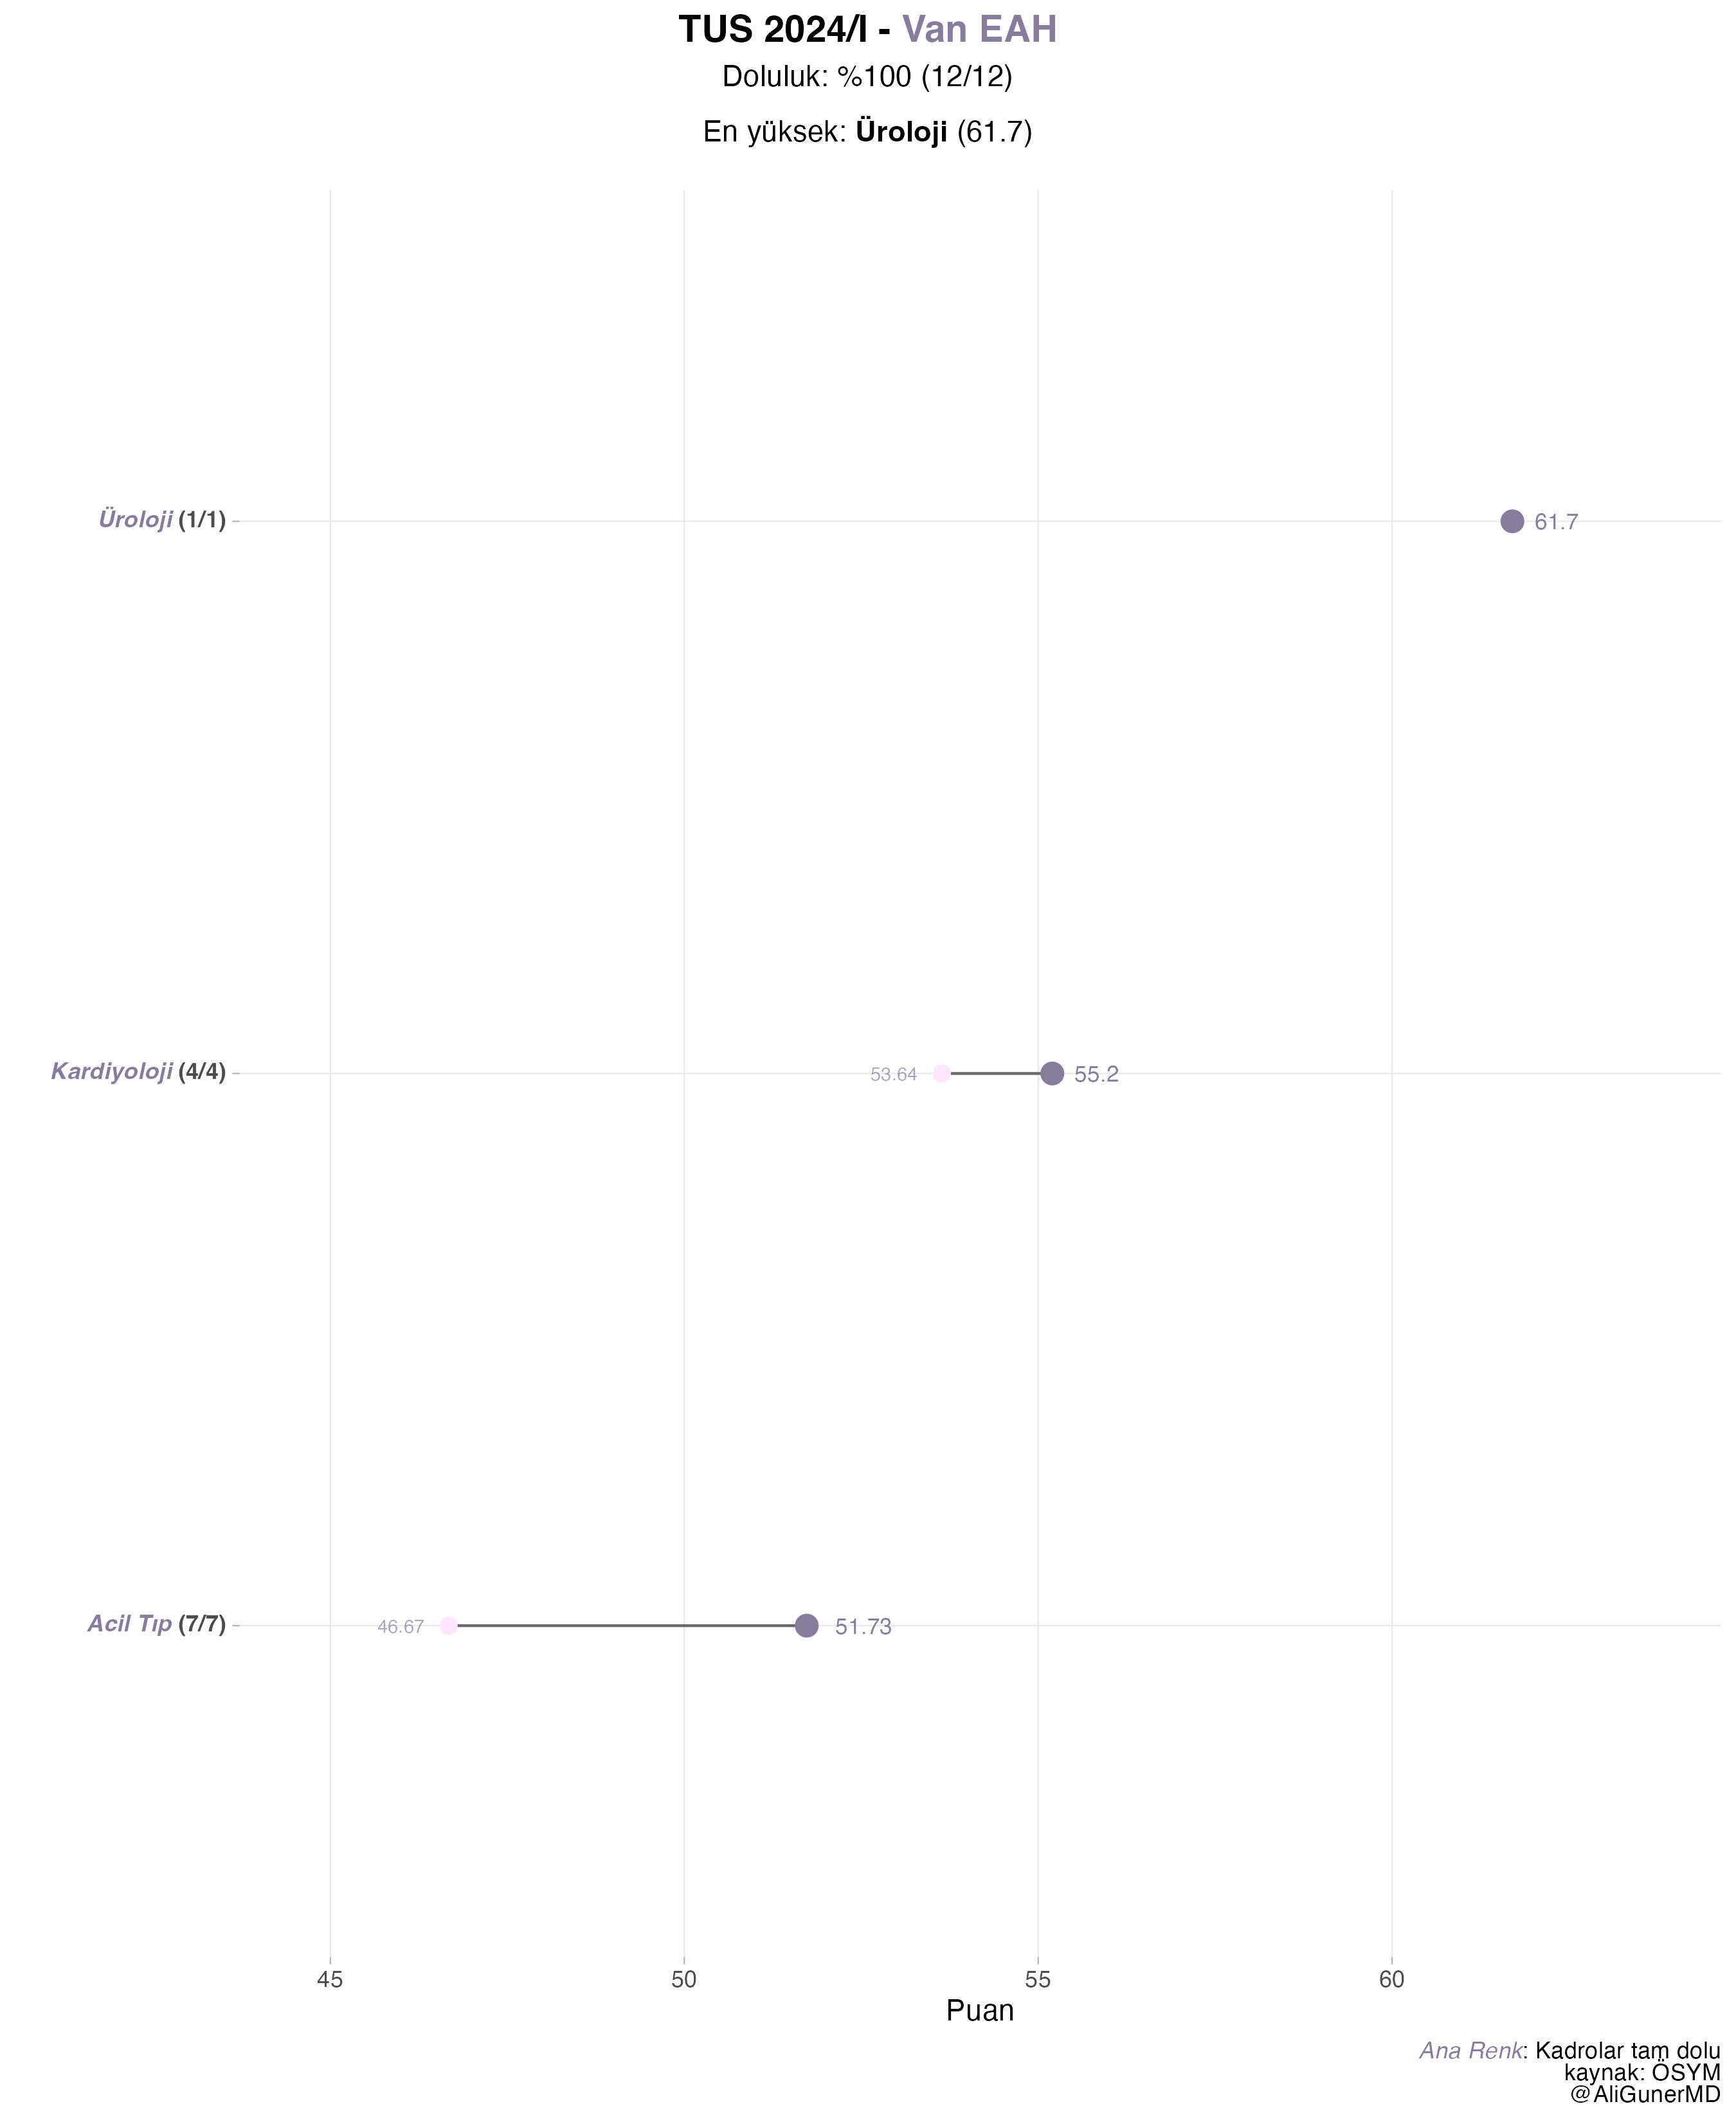 TUS 2024/I - Van EAH
Doluluk: %100 (12/12)
En yüksek: Üroloji (61.7)
Üroloji (1/1)
61.7
Kardiyoloji (4/4)
53.64
55.2
Acil Tıp (7/7)
46.67
51.73
45
50
55
60
Puan
Ana Renk: Kadrolar tam dolu
kaynak: ÖSYM
@AliGunerMD